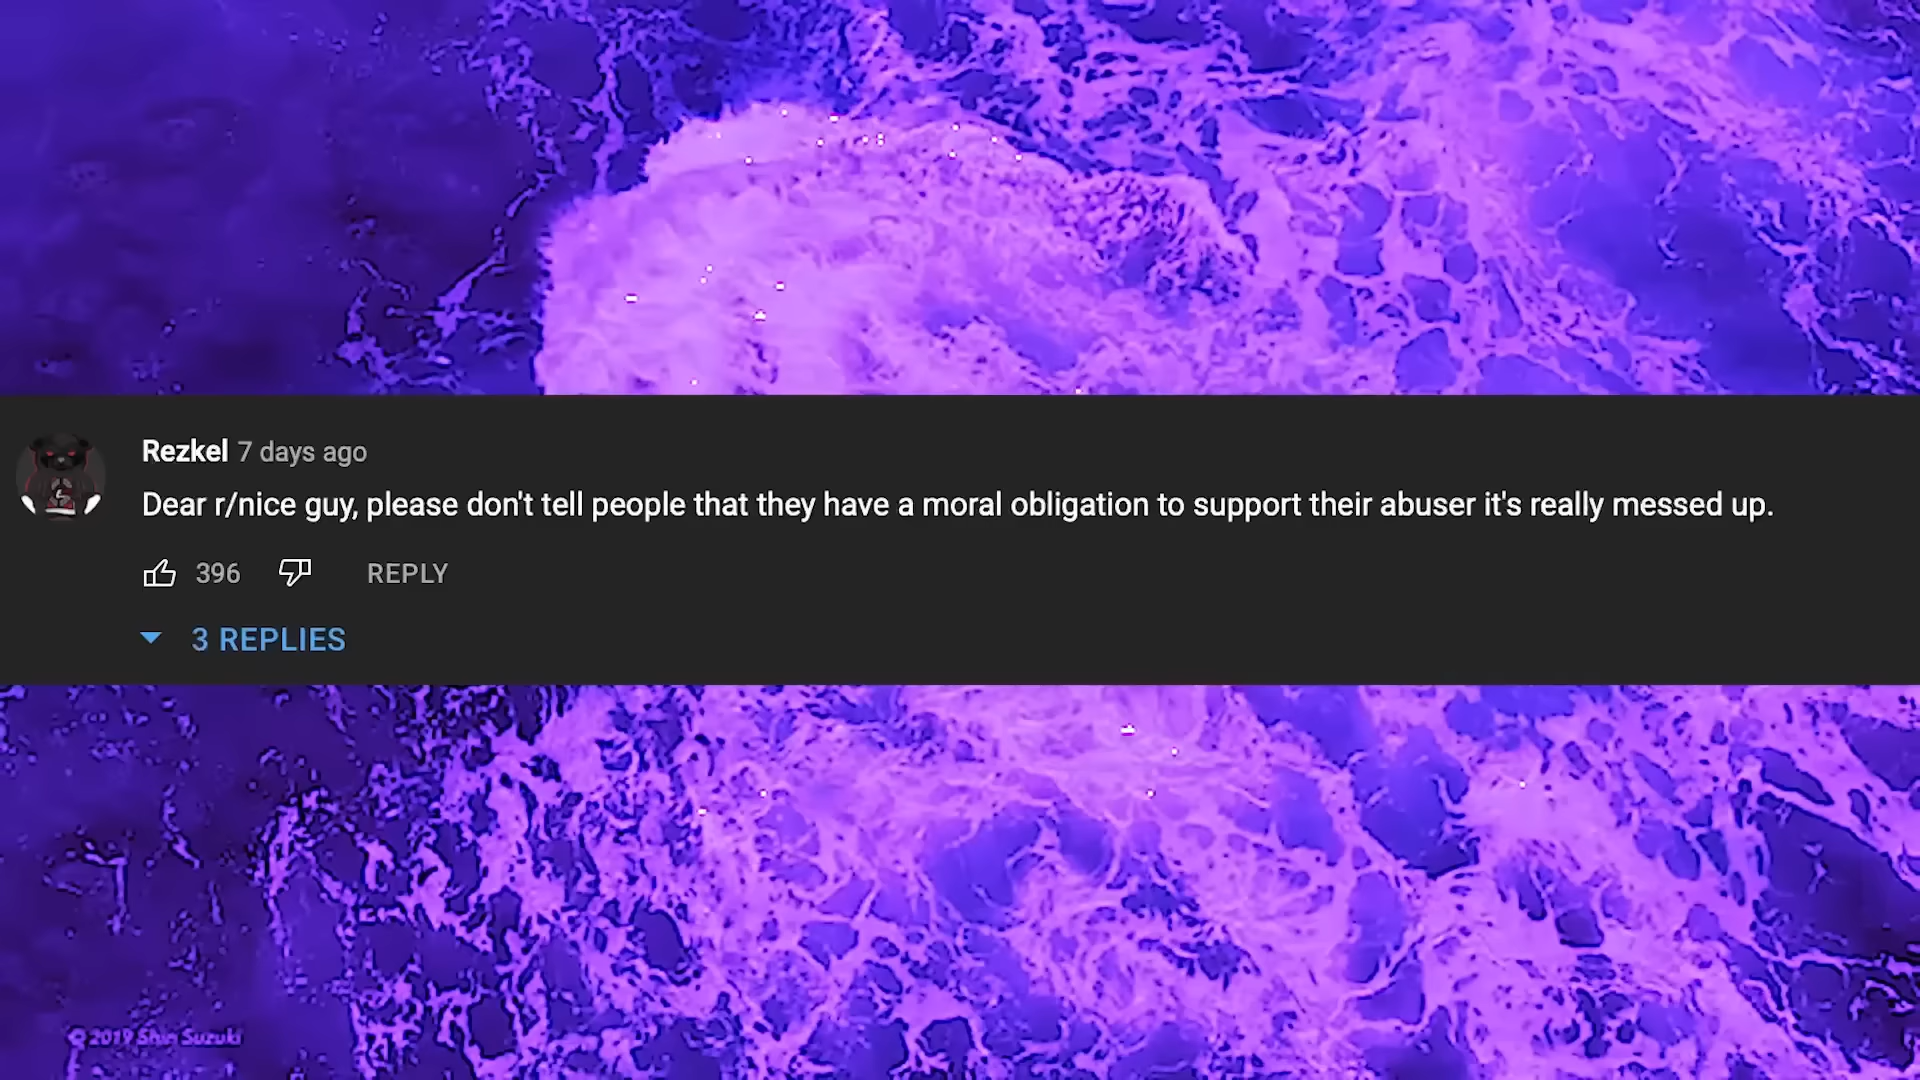 Rezkel 7 days ago
Dear r/nice guy, please don't tell people that they have a moral obligation to support their abuser it's really messed up.
396 REPLY
3 REPLIES
© 2019 Shin Suzuki